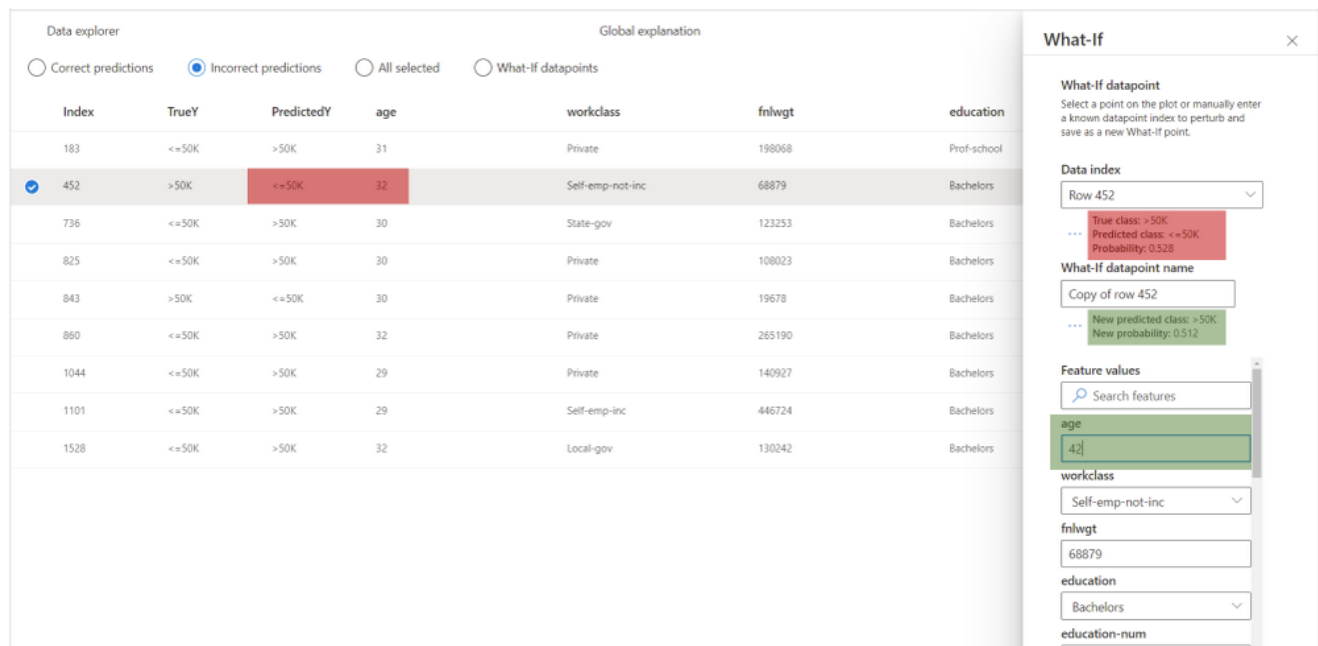 Data explorer
Global explanation
Correct predictions
Incorrect predictions
All selected
What-If datapoints
Index TrueY PredictedY age workclass fnlwgt education
183 <=50K >50K 31 Private 198068 Prof-school
452 >50K <=50K 32 Self-emp-not-inc 68879 Bachelors
736 <=50K >50K 30 State-gov 123253 Bachelors
825 <=50K >50K 30 Private 108023 Bachelors
843 >50K <=50K 30 Private 19678 Bachelors
860 <=50K >50K 32 Private 265190 Bachelors
1044 <=50K >50K 29 Private 140927 Bachelors
1101 <=50K >50K 29 Self-emp-inc 446724 Bachelors
1528 <=50K >50K 32 Local-gov 130242 Bachelors
What-If
What-If datapoint
Select a point on the plot or manually enter
a known datapoint index to perturb and
save as a new What-If point.
Data index
Row 452
True class: >50K
Predicted class: <=50K
Probability: 0.528
What-If datapoint name
Copy of row 452
New predicted class: >50K
New probability: 0.512
Feature values
Search features
age
42
workclass
Self-emp-not-inc
fnlwgt
68879
education
Bachelors
education-num